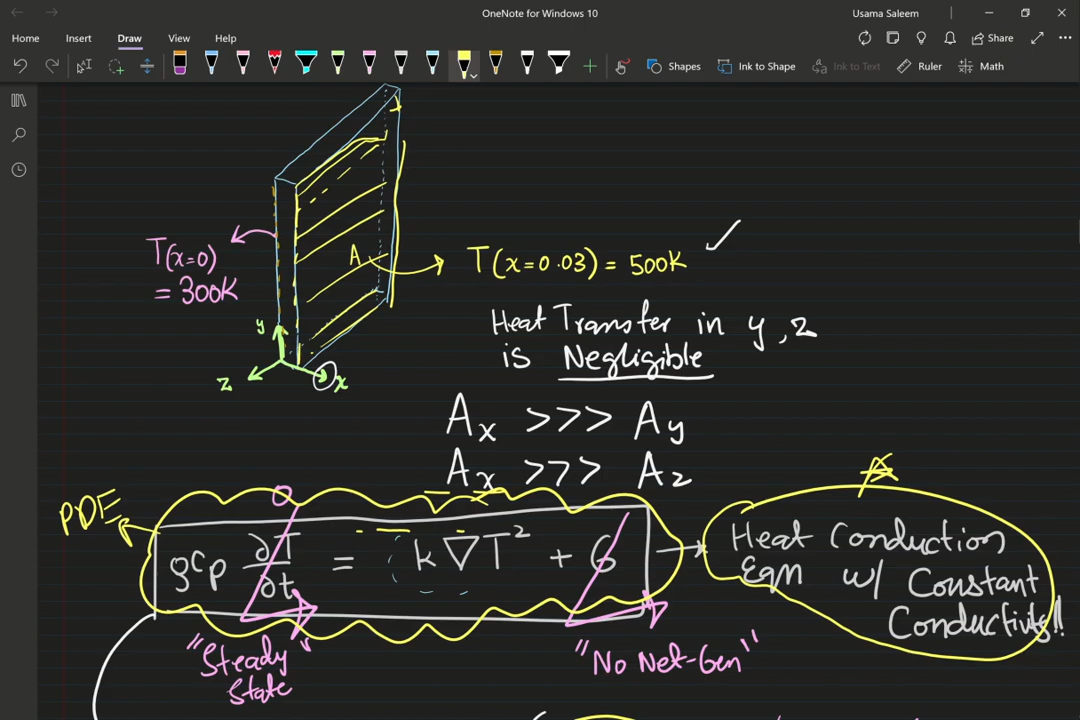 OneNote for Windows 10
Usama Saleem
Home Insert Draw View Help
Share
Shapes Ink to Shape Ink to Text Ruler Math
T(x=0)
= 300K
A
T(x=0.03) = 500K
y
z
x
Heat Transfer in y, z
is Negligible
Ax >>> Ay
Ax >>> Az
PDE
0
ρCp ∂T/∂t = k∇T² + G
Heat Conduction
Eqn w/ Constant
Conductivity!!
"Steady
State
"No Net-Gen"